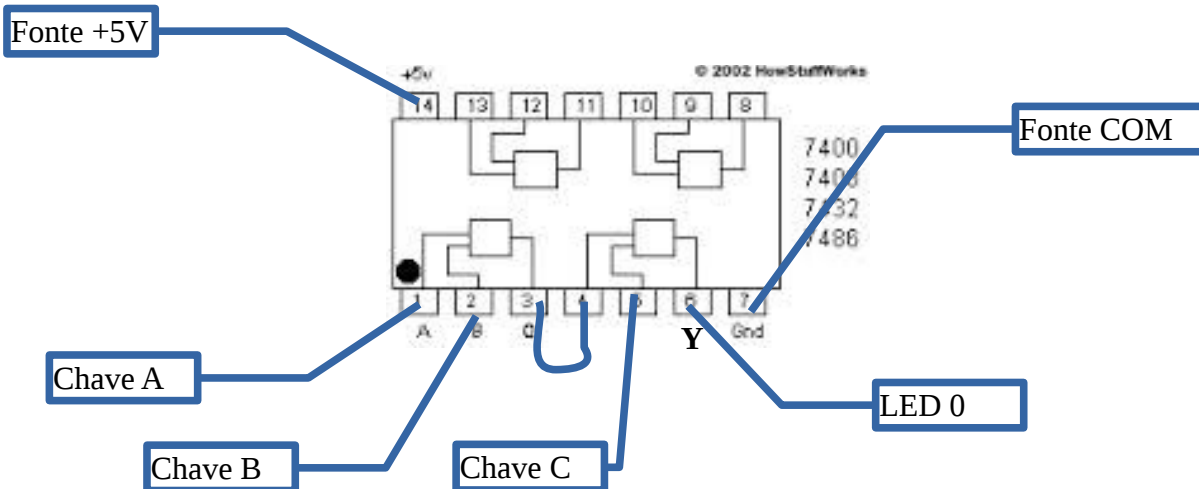 Fonte +5V
+5v
© 2002 HowStuffWorks
14 13 12 11 10 9 8
Fonte COM
7400
7408
7432
7486
1 2 3 4 5 6 7
A B Q Y Gnd
Chave A
LED 0
Chave B
Chave C